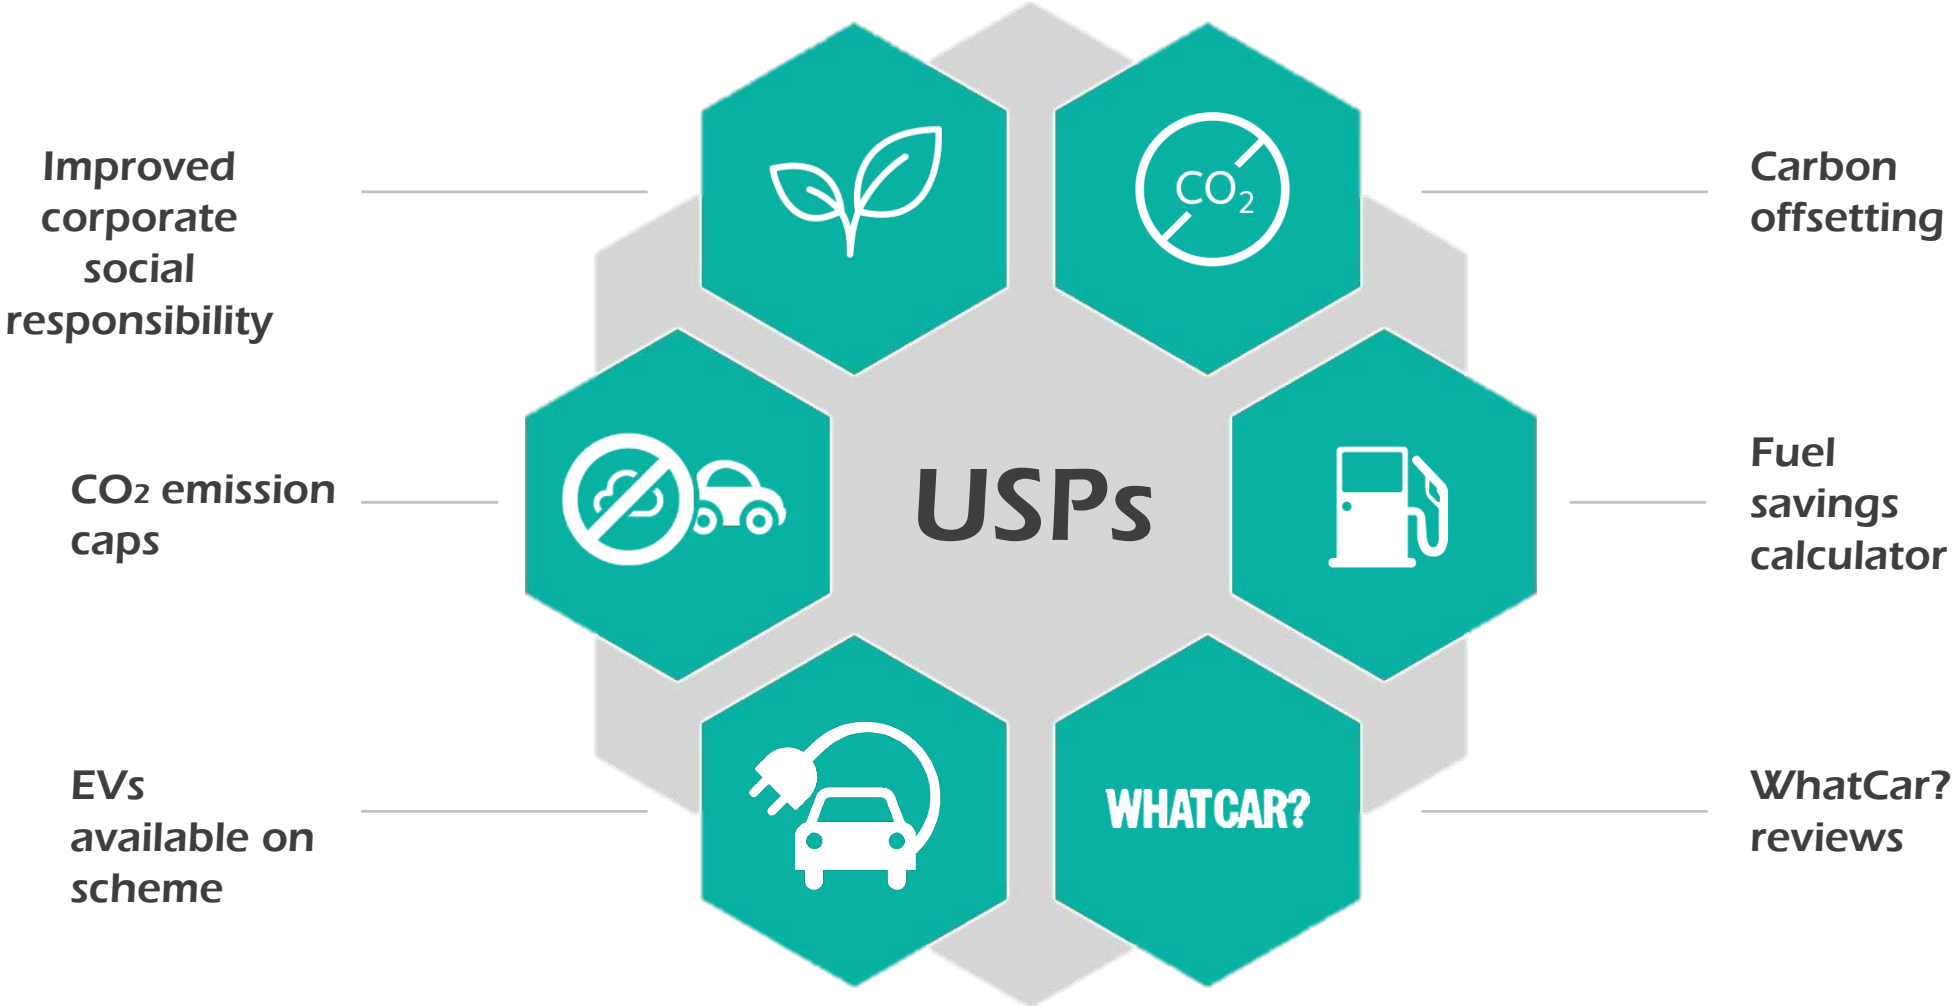 Improved
corporate
social
responsibility
CO₂ emission
caps
EVs
available on
scheme
USPs
CO₂
WHATCAR?
Carbon
offsetting
Fuel
savings
calculator
WhatCar?
reviews